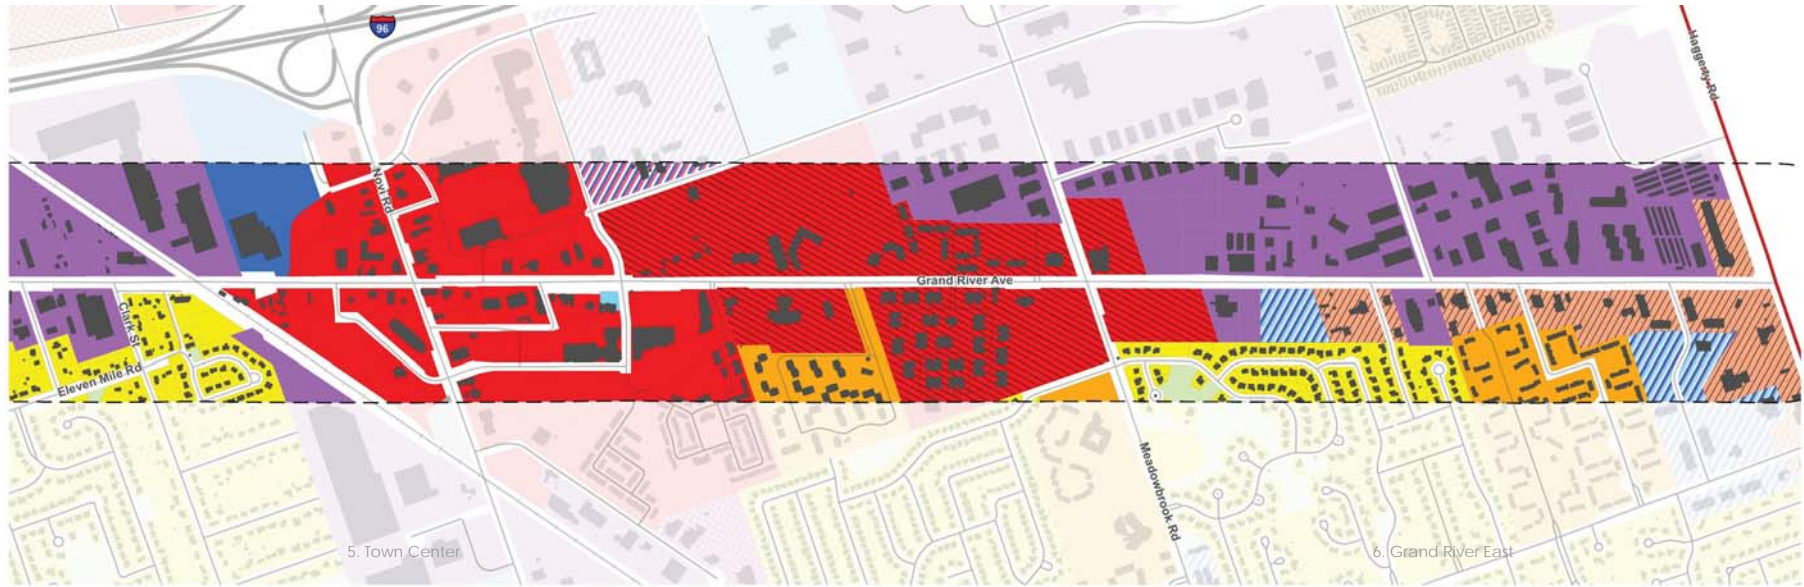 96
Haggerty Rd
Novi Rd
Grand River Ave
Clark St
Eleven Mile Rd
Meadowbrook Rd
5. Town Center
6. Grand River East